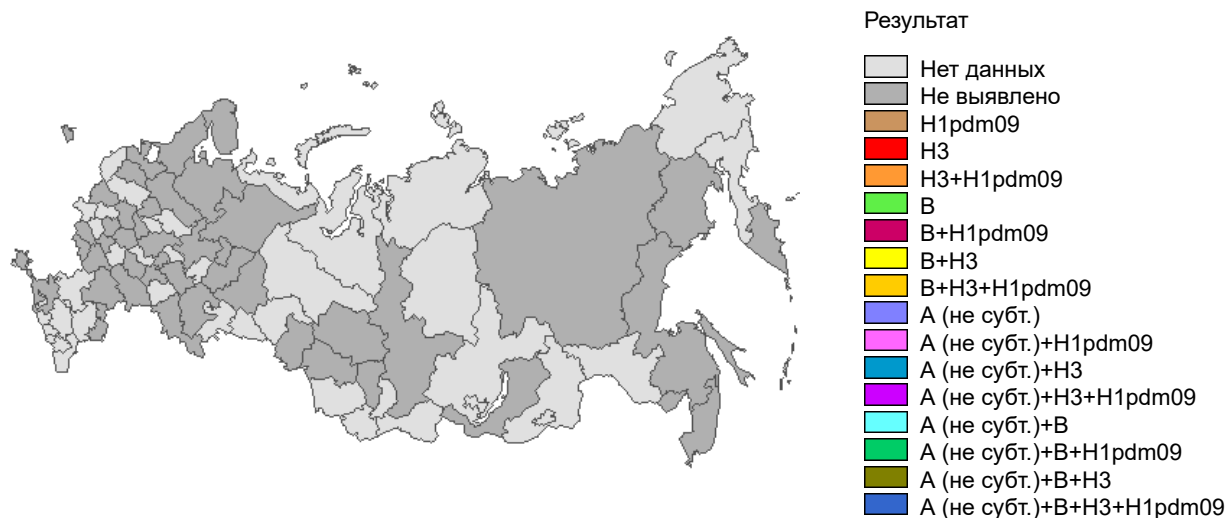 Результат
Нет данных
Не выявлено
H1pdm09
H3
H3+H1pdm09
B
B+H1pdm09
B+H3
B+H3+H1pdm09
A (не субт.)
A (не субт.)+H1pdm09
A (не субт.)+H3
A (не субт.)+H3+H1pdm09
A (не субт.)+B
A (не субт.)+B+H1pdm09
A (не субт.)+B+H3
A (не субт.)+B+H3+H1pdm09